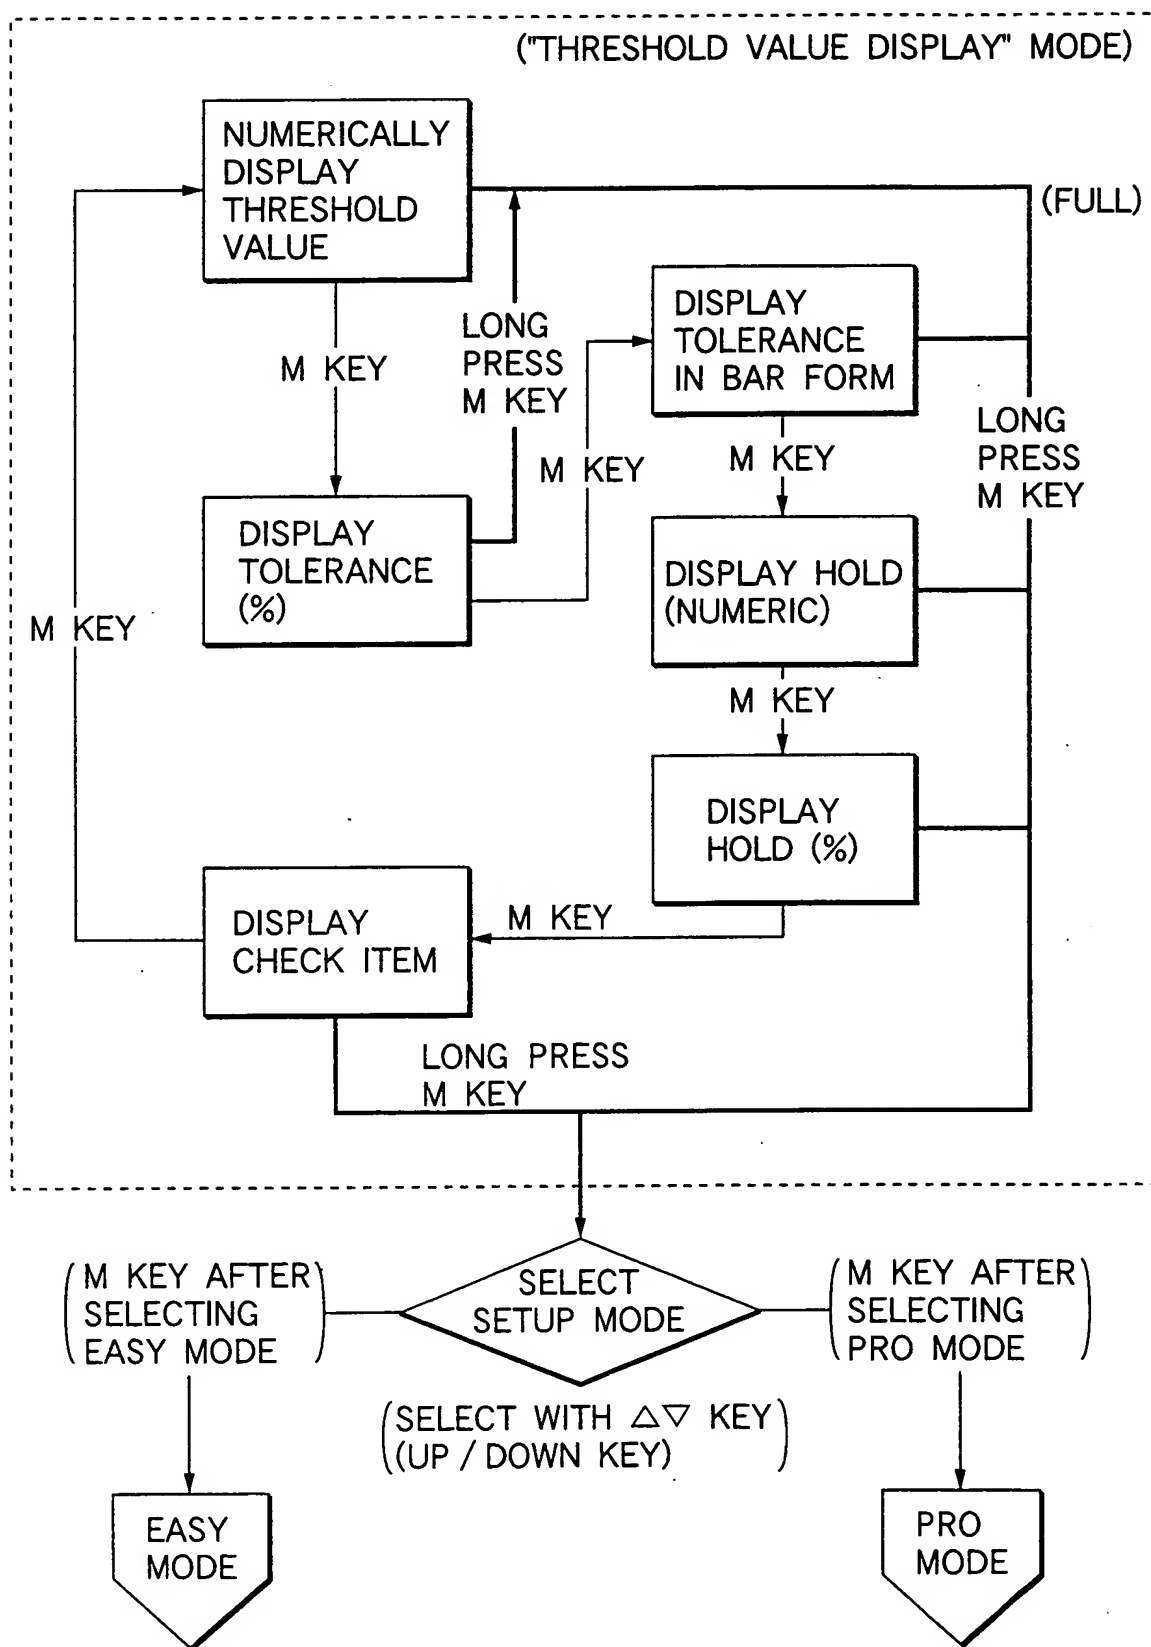 ("THRESHOLD VALUE DISPLAY" MODE)
NUMERICALLY
DISPLAY
THRESHOLD
VALUE
(FULL)
LONG
PRESS
M KEY
M KEY
DISPLAY
TOLERANCE
IN BAR FORM
M KEY
M KEY
LONG
PRESS
M KEY
DISPLAY
TOLERANCE
(%)
M KEY
DISPLAY HOLD
(NUMERIC)
M KEY
DISPLAY
HOLD (%)
M KEY
DISPLAY
CHECK ITEM
LONG PRESS
M KEY
SELECT
SETUP MODE
(M KEY AFTER
SELECTING
EASY MODE)
(M KEY AFTER
SELECTING
PRO MODE)
(SELECT WITH △▽ KEY
(UP / DOWN KEY))
EASY
MODE
PRO
MODE